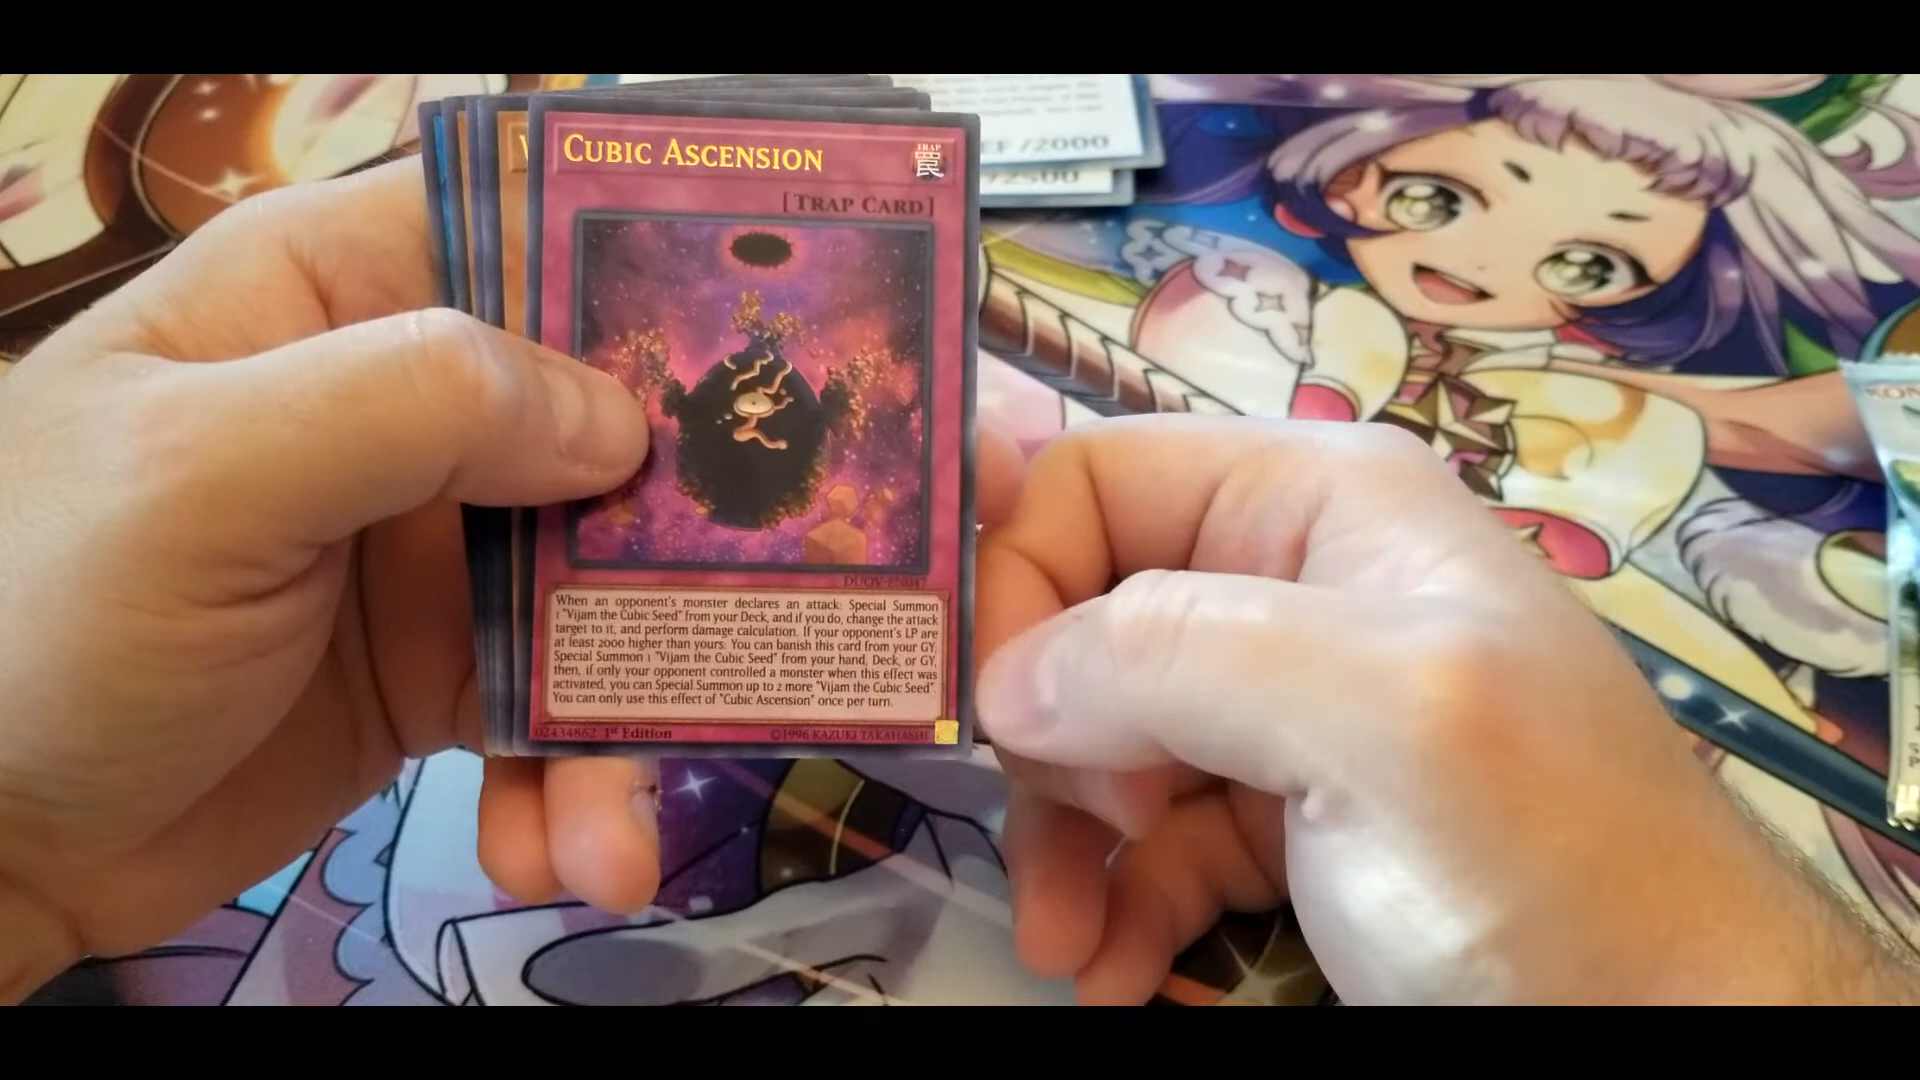 CUBIC ASCENSION
TRAP
罠
[TRAP CARD]
DUOV-EN047
When an opponent's monster declares an attack: Special Summon
1 "Vijam the Cubic Seed" from your Deck, and if you do, change the attack
target to it, and perform damage calculation. If your opponent's LP are
at least 2000 higher than yours: You can banish this card from your GY;
Special Summon 1 "Vijam the Cubic Seed" from your hand, Deck, or GY,
then, if only your opponent controlled a monster when this effect was
activated, you can Special Summon up to 2 more "Vijam the Cubic Seed".
You can only use this effect of "Cubic Ascension" once per turn.
02434862 1st Edition
©1996 KAZUKI TAKAHASHI
V
EF/2000
/2500
KON